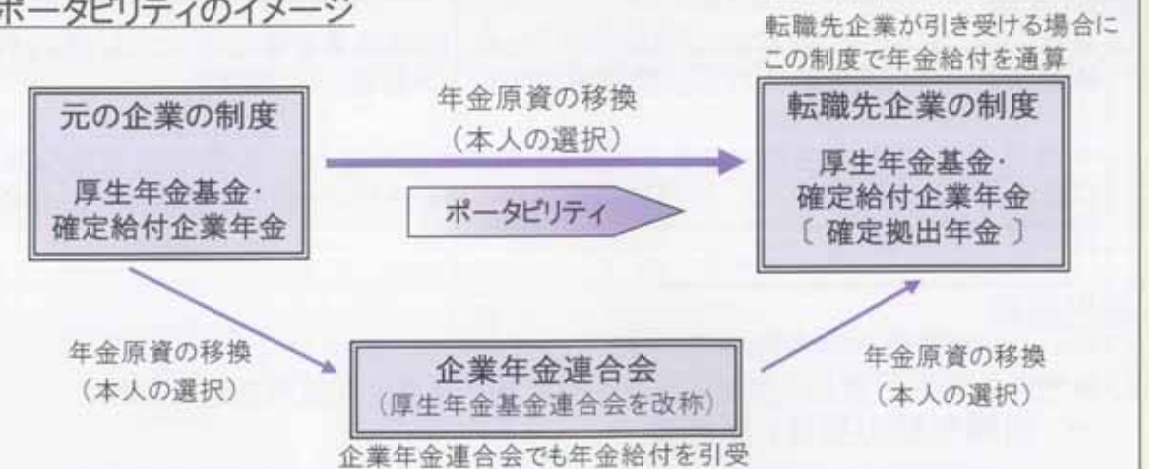 ポータビリティのイメージ
転職先企業が引き受ける場合に
この制度で年金給付を通算
元の企業の制度
厚生年金基金・
確定給付企業年金
年金原資の移換
（本人の選択）
ポータビリティ
転職先企業の制度
厚生年金基金・
確定給付企業年金
〔 確定拠出年金 〕
年金原資の移換
（本人の選択）
企業年金連合会
（厚生年金基金連合会を改称）
企業年金連合会でも年金給付を引受
年金原資の移換
（本人の選択）